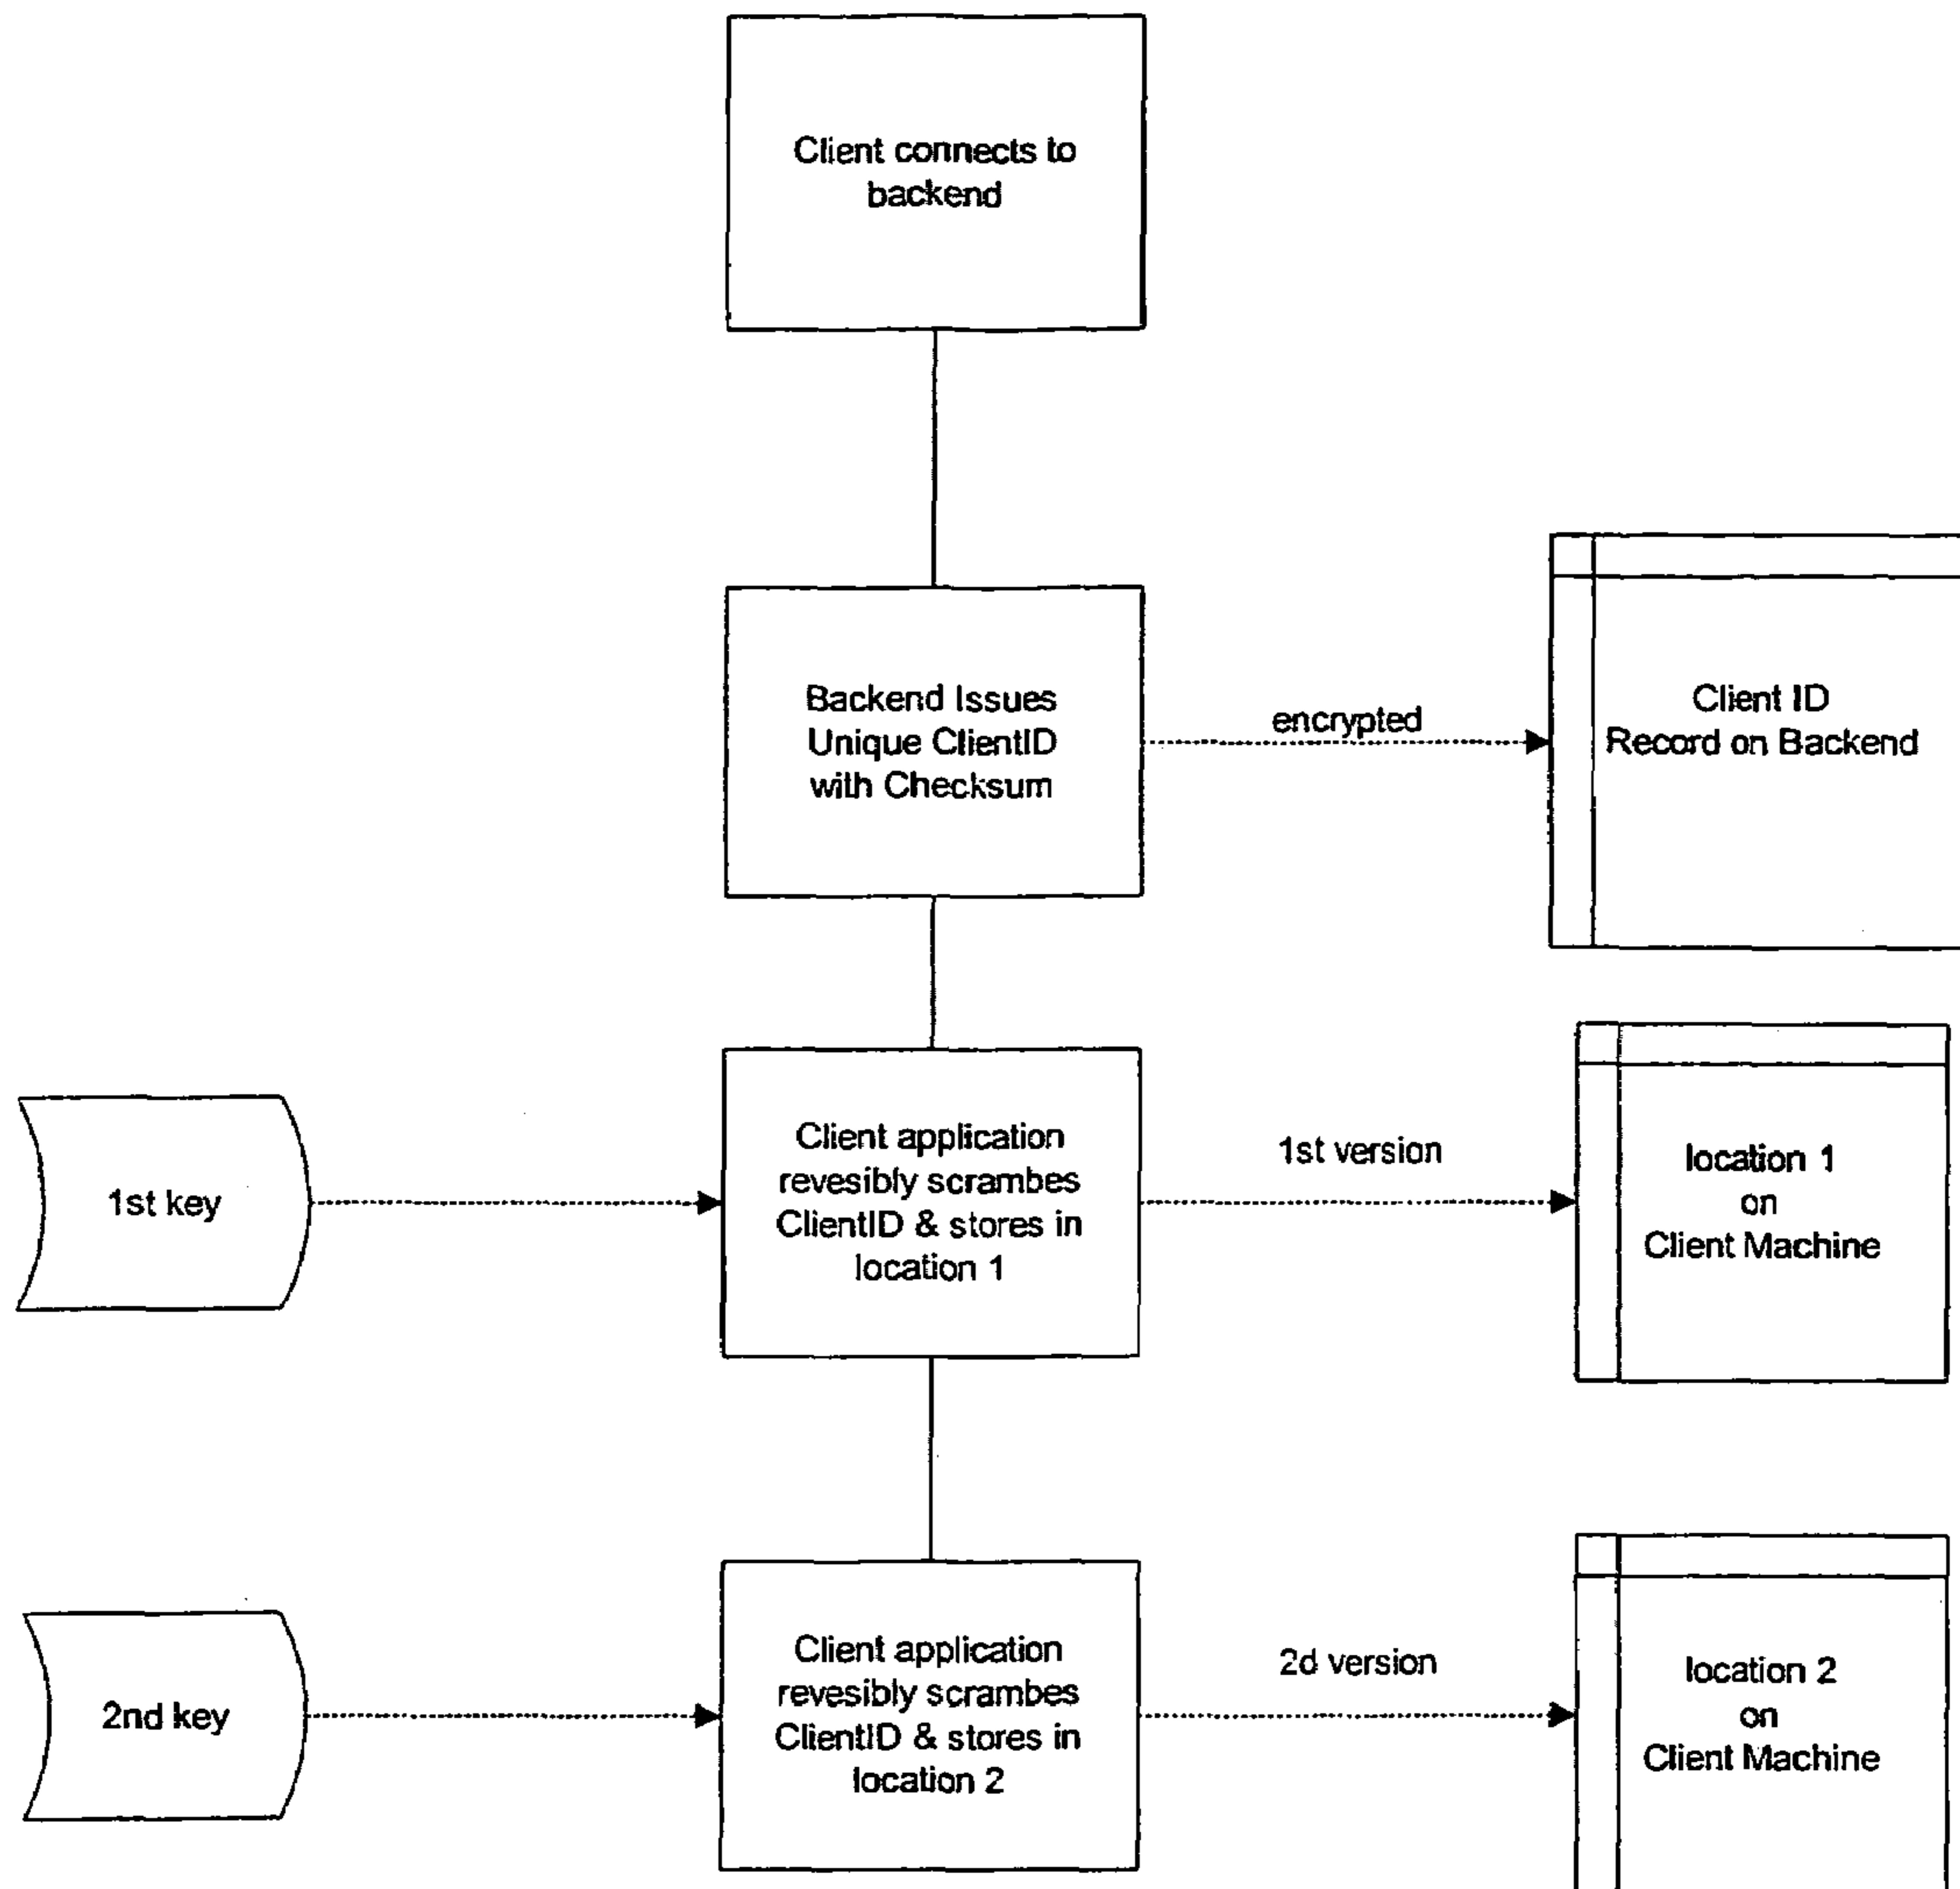 Client connects to
backend
Backend Issues
Unique ClientID
with Checksum
encrypted
Client ID
Record on Backend
1st key
Client application
revesibly scrambes
ClientID & stores in
location 1
1st version
location 1
on
Client Machine
2nd key
Client application
revesibly scrambes
ClientID & stores in
location 2
2d version
location 2
on
Client Machine